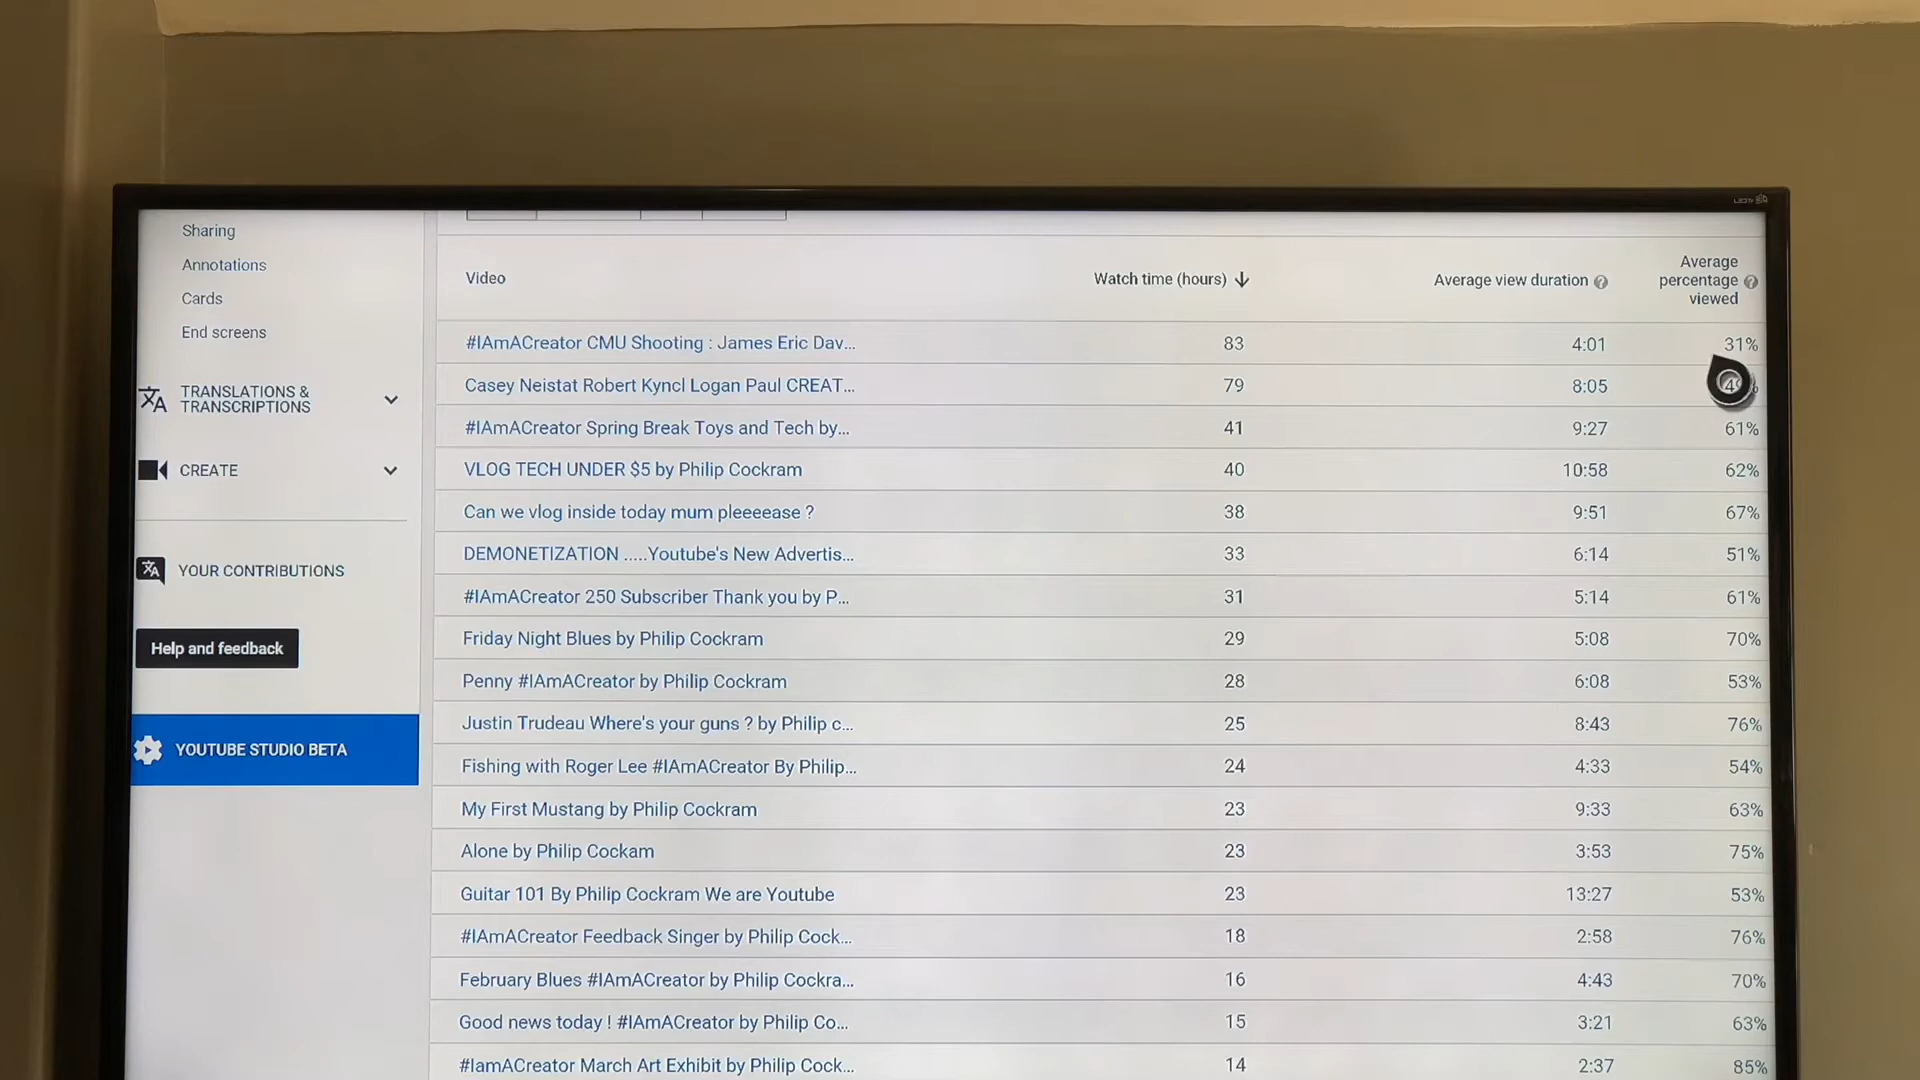 Sharing
Annotations
Cards
End screens
TRANSLATIONS &
TRANSCRIPTIONS
CREATE
YOUR CONTRIBUTIONS
Help and feedback
YOUTUBE STUDIO BETA
Video Watch time (hours) Average view duration Average percentage viewed
#IAmACreator CMU Shooting : James Eric Dav... 83 4:01 31%
Casey Neistat Robert Kyncl Logan Paul CREAT... 79 8:05
#IAmACreator Spring Break Toys and Tech by... 41 9:27 61%
VLOG TECH UNDER $5 by Philip Cockram 40 10:58 62%
Can we vlog inside today mum pleeeease ? 38 9:51 67%
DEMONETIZATION .....Youtube's New Advertis... 33 6:14 51%
#IAmACreator 250 Subscriber Thank you by P... 31 5:14 61%
Friday Night Blues by Philip Cockram 29 5:08 70%
Penny #IAmACreator by Philip Cockram 28 6:08 53%
Justin Trudeau Where's your guns ? by Philip c... 25 8:43 76%
Fishing with Roger Lee #IAmACreator By Philip... 24 4:33 54%
My First Mustang by Philip Cockram 23 9:33 63%
Alone by Philip Cockam 23 3:53 75%
Guitar 101 By Philip Cockram We are Youtube 23 13:27 53%
#IAmACreator Feedback Singer by Philip Cock... 18 2:58 76%
February Blues #IAmACreator by Philip Cockra... 16 4:43 70%
Good news today ! #IAmACreator by Philip Co... 15 3:21 63%
#IamACreator March Art Exhibit by Philip Cock... 14 2:37 85%